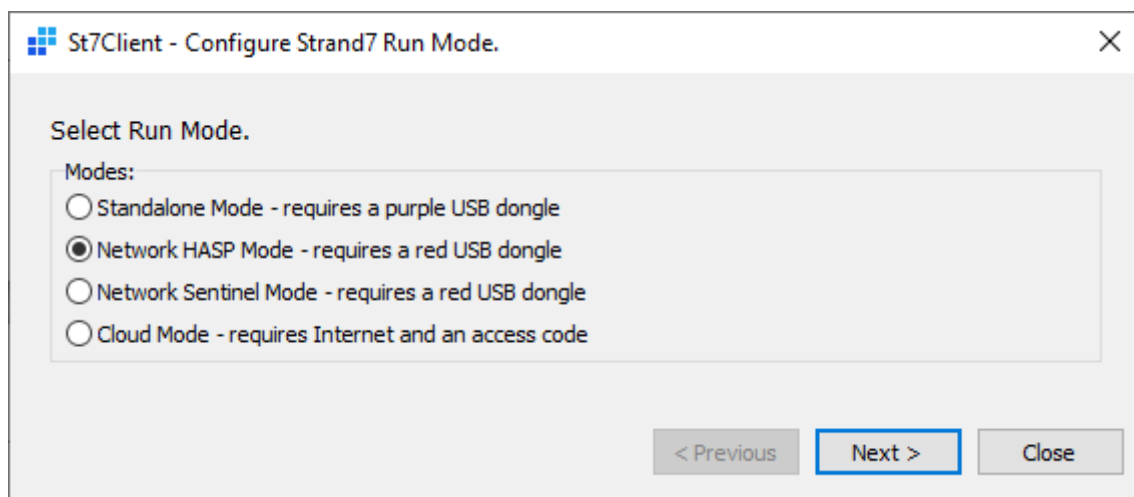 St7Client - Configure Strand7 Run Mode.
Select Run Mode.
Modes:
Standalone Mode - requires a purple USB dongle
Network HASP Mode - requires a red USB dongle
Network Sentinel Mode - requires a red USB dongle
Cloud Mode - requires Internet and an access code
< Previous Next > Close